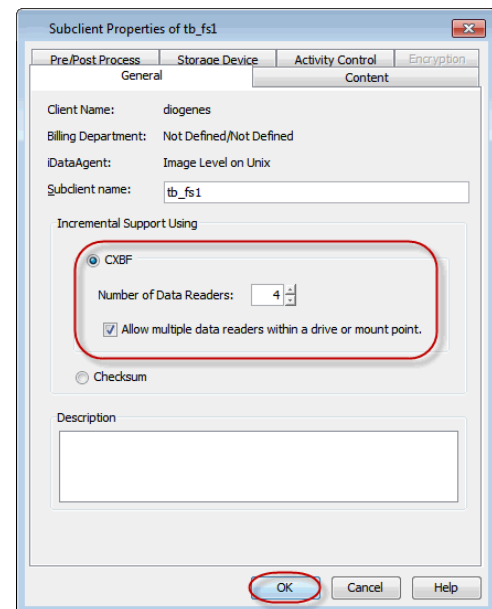 Subclient Properties of tb_fs1
Pre/Post Process Storage Device Activity Control Encryption
General Content
Client Name: diogenes
Billing Department: Not Defined/Not Defined
iDataAgent: Image Level on Unix
Subclient name: tb_fs1
Incremental Support Using
CXBF
Number of Data Readers: 4
Allow multiple data readers within a drive or mount point.
Checksum
Description
OK Cancel Help